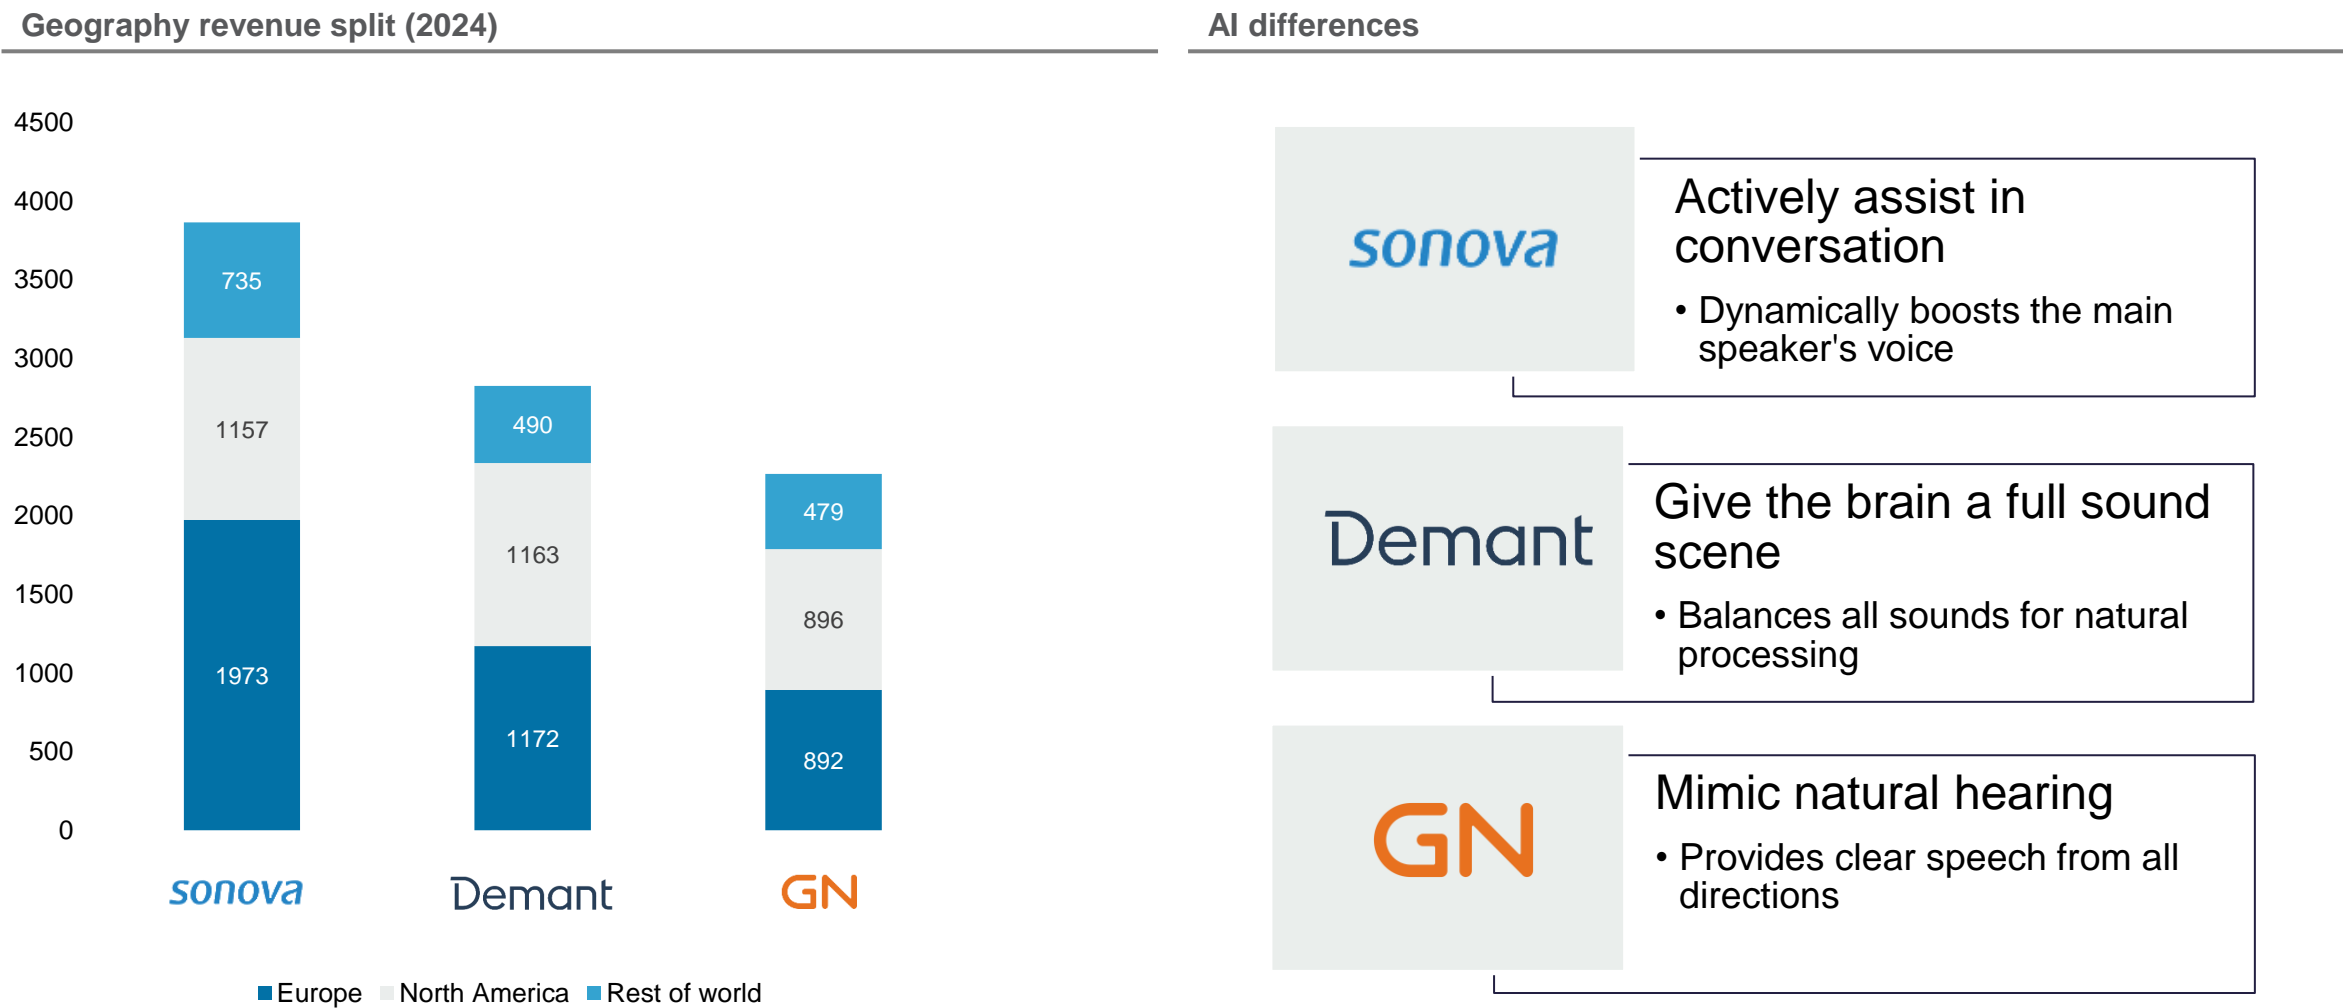 Geography revenue split (2024)
4500
4000
3500
3000
2500
2000
1500
1000
500
0
735
1157
1973
490
1163
1172
479
896
892
sonova
Demant
GN
Europe
North America
Rest of world
AI differences
sonova
Actively assist in
conversation
• Dynamically boosts the main
speaker's voice
Demant
Give the brain a full sound
scene
• Balances all sounds for natural
processing
GN
Mimic natural hearing
• Provides clear speech from all
directions